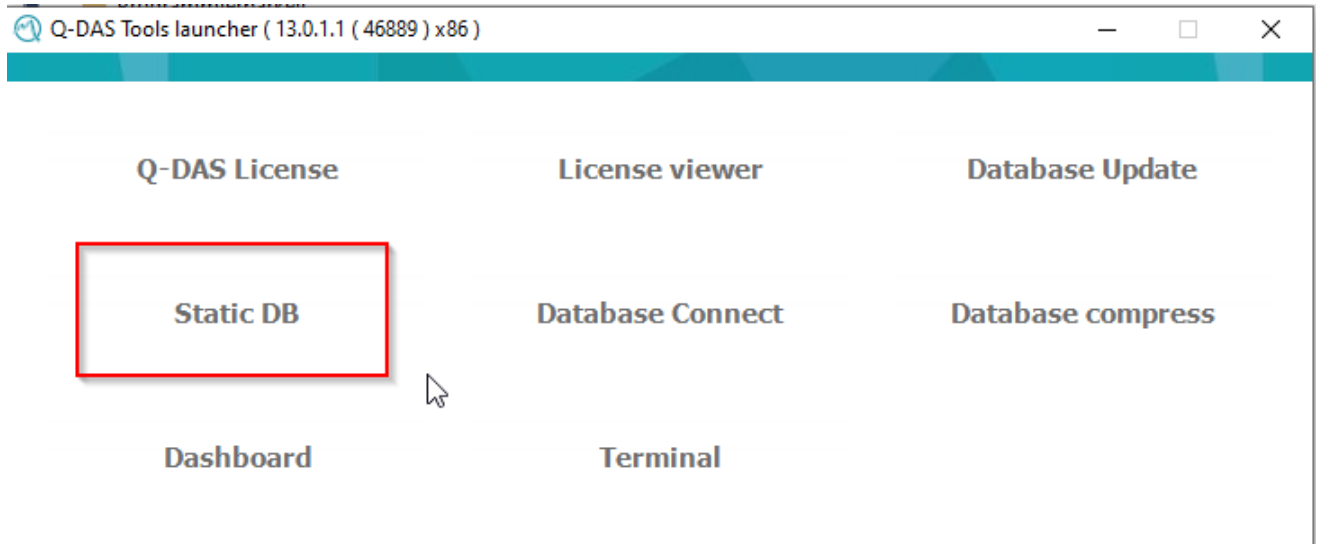 Q-DAS Tools launcher ( 13.0.1.1 ( 46889 ) x86 )
Q-DAS License
License viewer
Database Update
Static DB
Database Connect
Database compress
Dashboard
Terminal